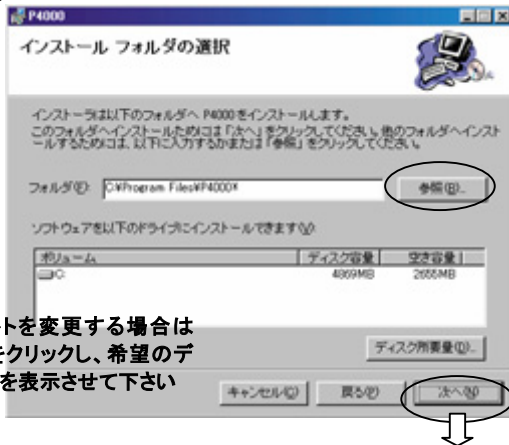 P4000
インストール フォルダの選択
インストーラは以下のフォルダへ P4000 をインストールします。
このフォルダへインストールためには「次へ」をクリックしてください。他のフォルダへインスト
ールするためには、以下に入力するかまたは「参照」をクリックしてください。
フォルダ(F):
C:¥Program Files¥P4000¥
参照(B)...
ソフトウェアを以下のドライブにインストールできます(V):
ボリューム ディスク容量 空き容量
C: 4869MB 2655MB
トを変更する場合は
をクリックし、希望のデ
を表示させて下さい
ディスク所要量(D)...
キャンセル(C) 戻る(P) 次へ(N)